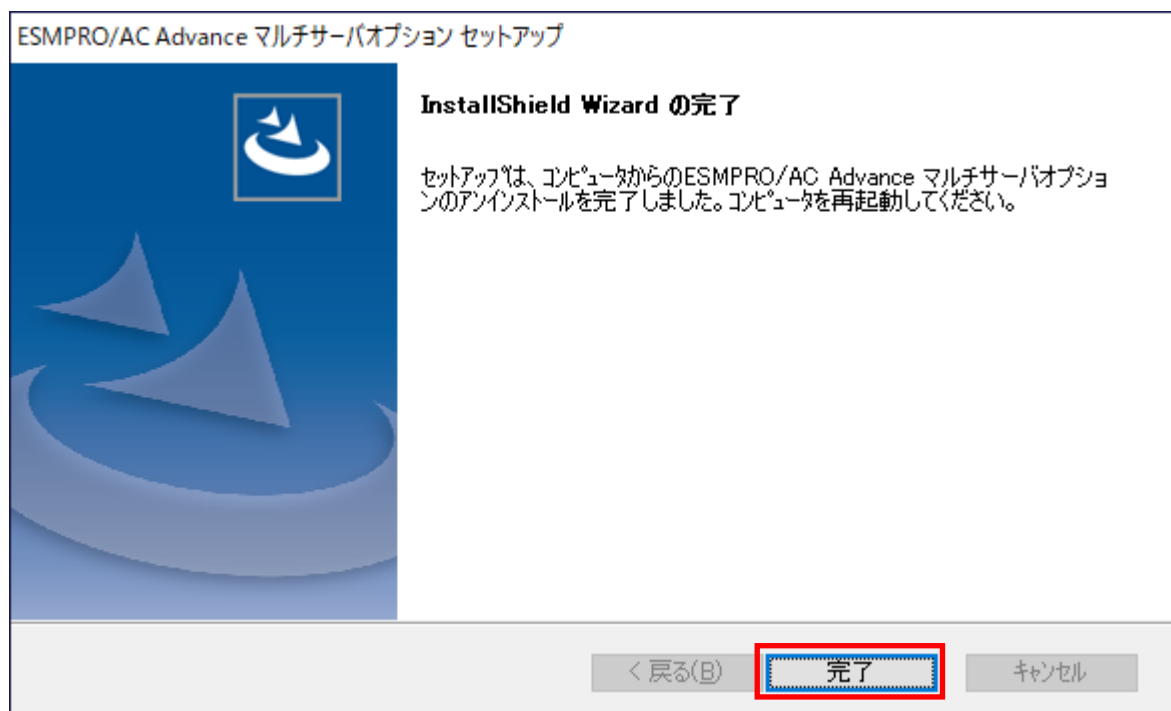 ESMPRO/AC Advance マルチサーバオプション セットアップ
InstallShield Wizard の完了
セットアップは、コンピュータからのESMPRO/AC Advance マルチサーバオプショ
ンのアンインストールを完了しました。コンピュータを再起動してください。
< 戻る(B) 完了 キャンセル